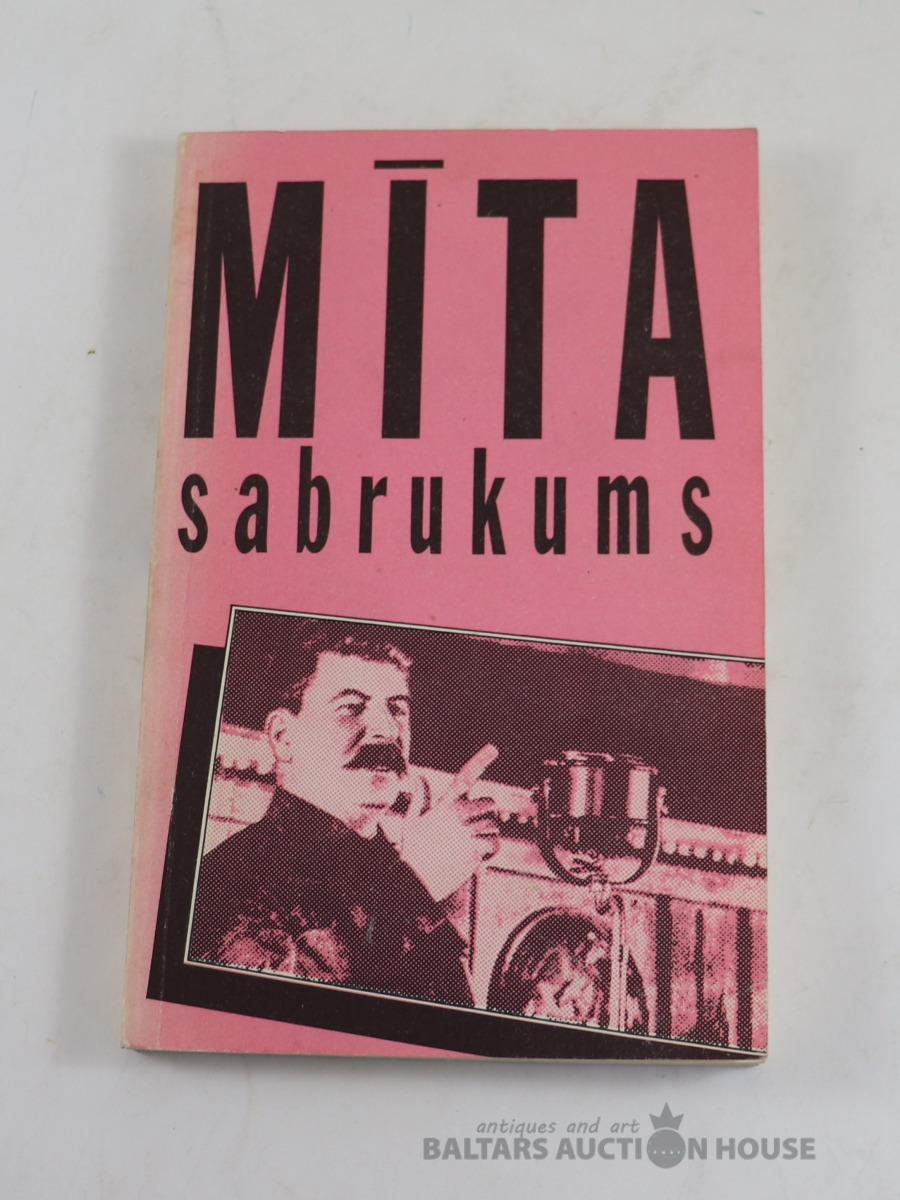 MĪTA
sabrukums
antiques and art
BALTARS AUCTION HOUSE